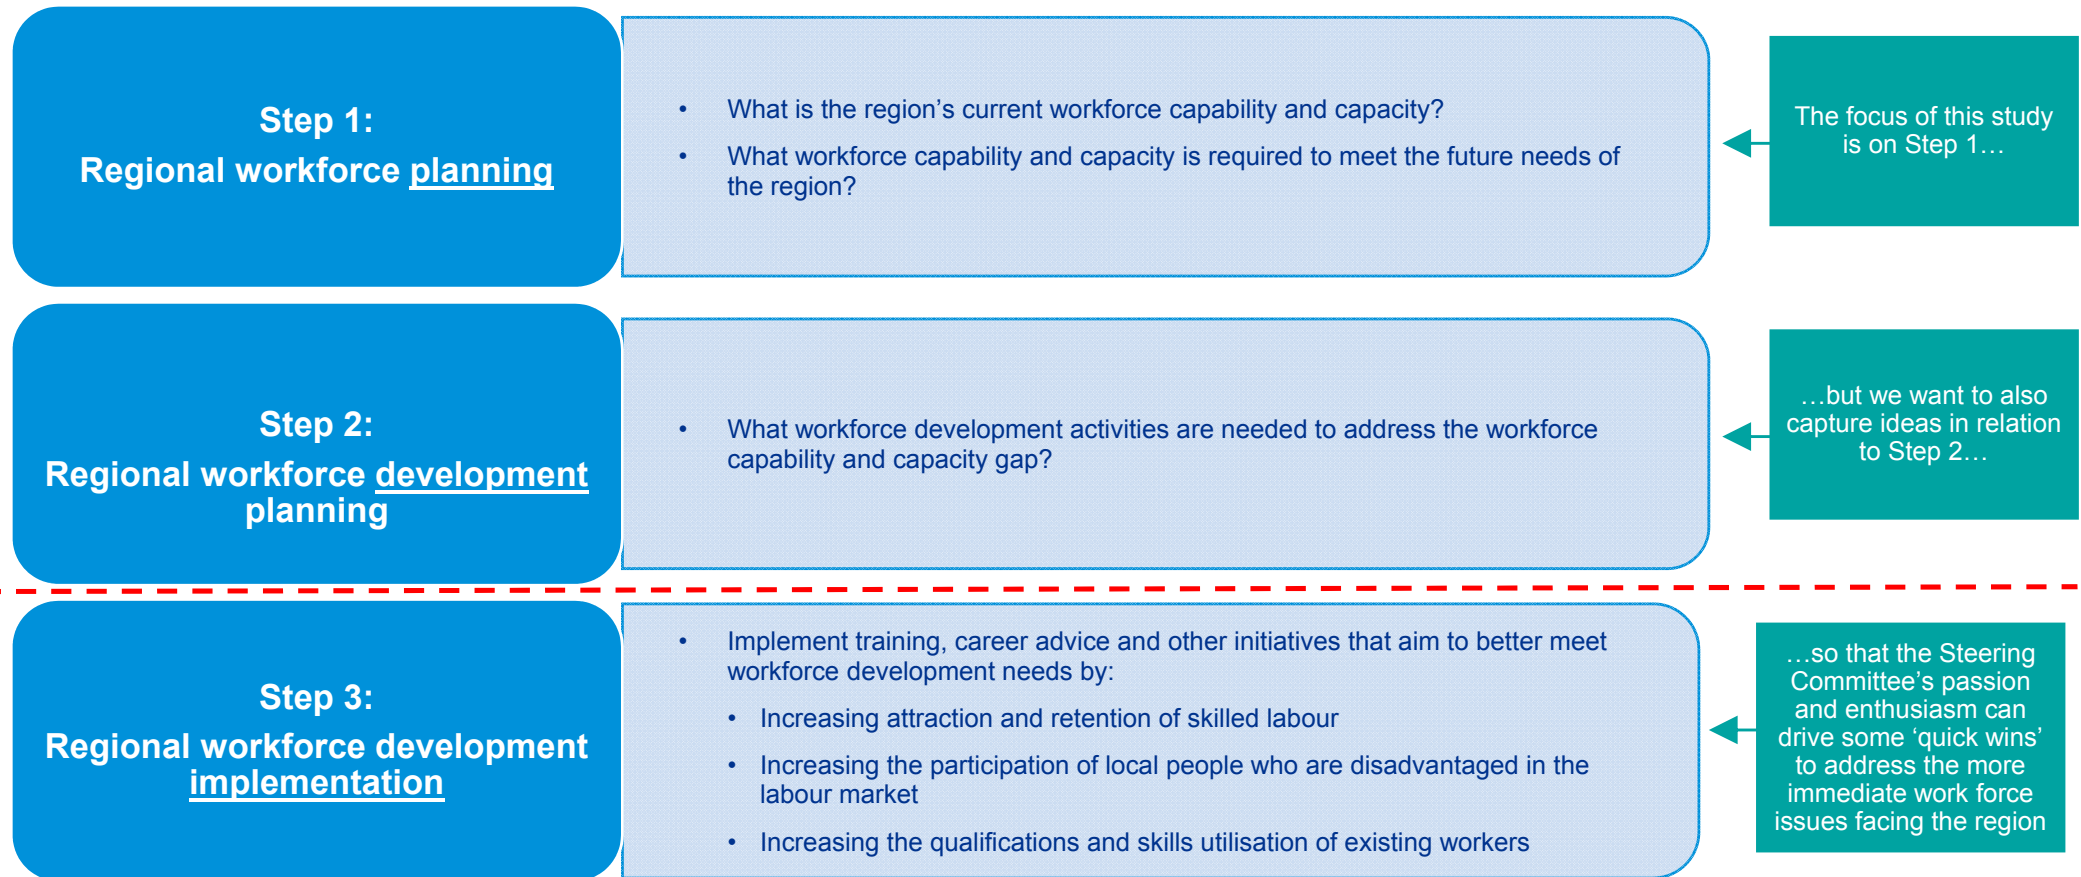 Step 1:
Regional workforce planning
• What is the region’s current workforce capability and capacity?
• What workforce capability and capacity is required to meet the future needs of
the region?
The focus of this study
is on Step 1…
Step 2:
Regional workforce development
planning
• What workforce development activities are needed to address the workforce
capability and capacity gap?
…but we want to also
capture ideas in relation
to Step 2…
Step 3:
Regional workforce development
implementation
• Implement training, career advice and other initiatives that aim to better meet
workforce development needs by:
• Increasing attraction and retention of skilled labour
• Increasing the participation of local people who are disadvantaged in the
labour market
• Increasing the qualifications and skills utilisation of existing workers
…so that the Steering
Committee’s passion
and enthusiasm can
drive some ‘quick wins’
to address the more
immediate work force
issues facing the region